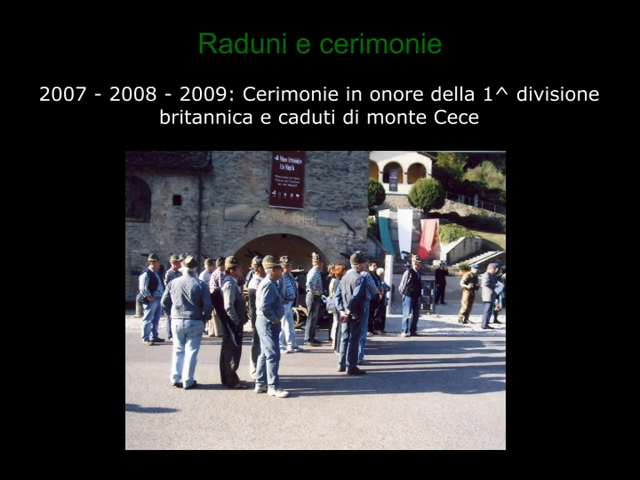 Raduni e cerimonie
2007 - 2008 - 2009: Cerimonie in onore della 1^ divisione
britannica e caduti di monte Cece